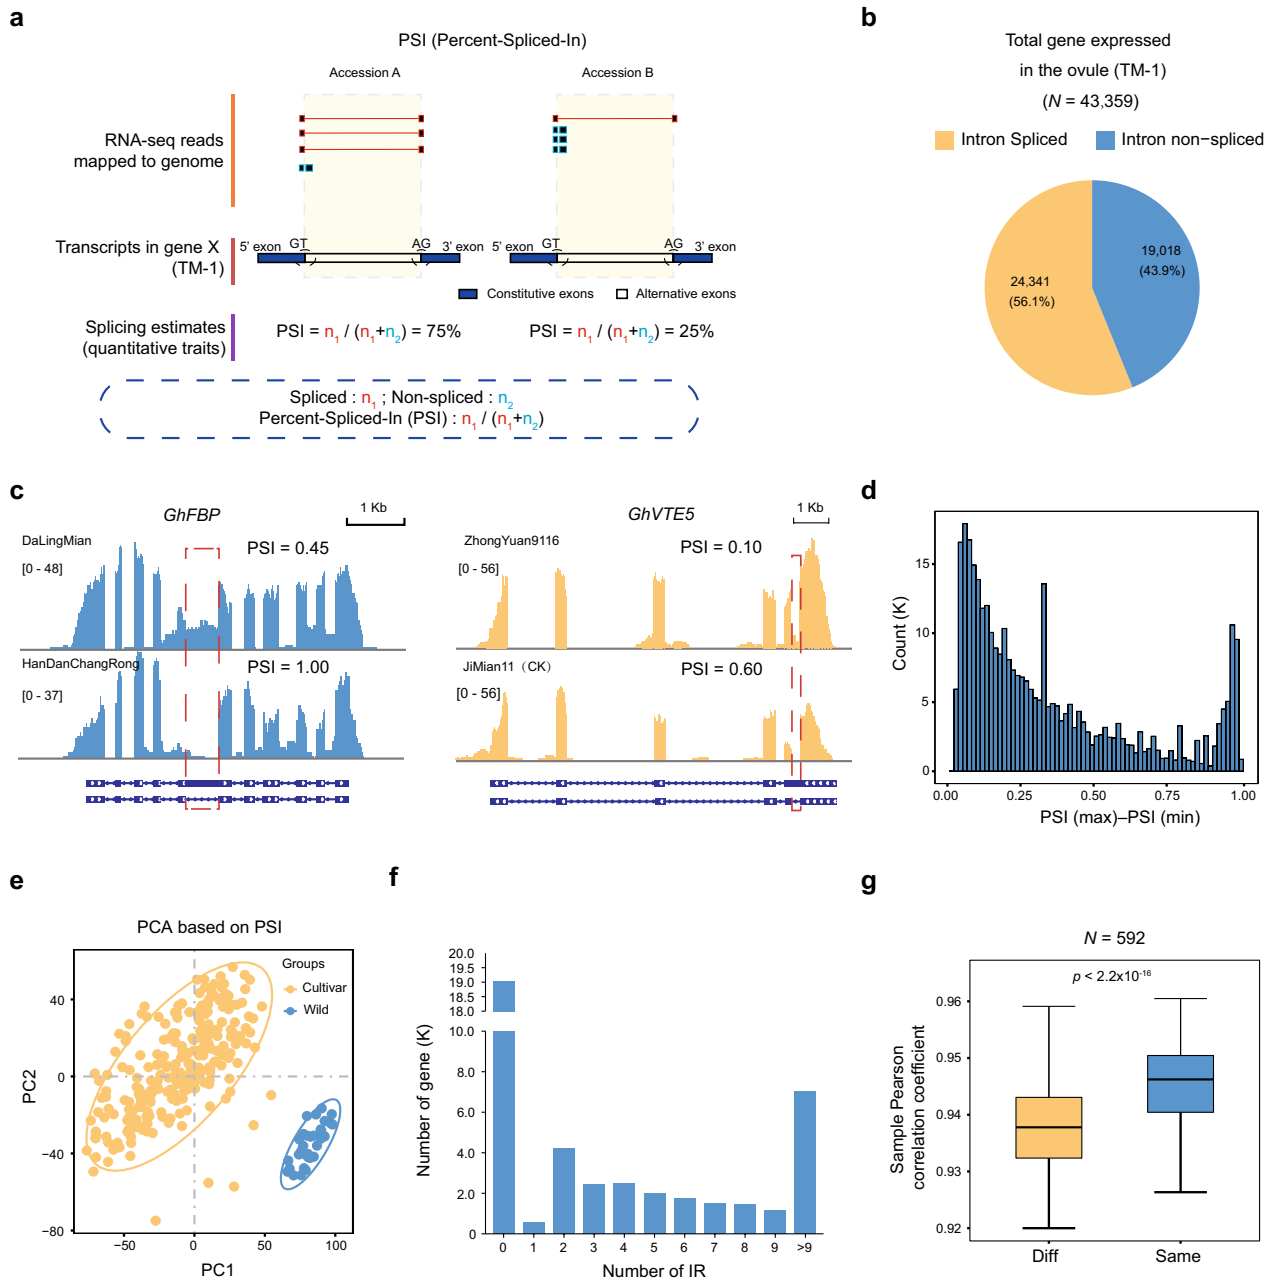 a
PSI (Percent-Spliced-In)
Accession A
Accession B
RNA-seq reads
mapped to genome
Transcripts in gene X
(TM-1)
5' exon GT AG 3' exon
5' exon GT AG 3' exon
Constitutive exons
Alternative exons
Splicing estimates
(quantitative traits)
PSI = n1 / (n1+n2) = 75%
PSI = n1 / (n1+n2) = 25%
Spliced : n1 ; Non-spliced : n2
Percent-Spliced-In (PSI) : n1 / (n1+n2)
b
Total gene expressed
in the ovule (TM-1)
(N = 43,359)
Intron Spliced
Intron non−spliced
19,018
(43.9%)
24,341
(56.1%)
c
GhFBP
1 Kb
DaLingMian
PSI = 0.45
[0 - 48]
HanDanChangRong
PSI = 1.00
[0 - 37]
GhVTE5
1 Kb
ZhongYuan9116
PSI = 0.10
[0 - 56]
JiMian11（CK）
PSI = 0.60
[0 - 56]
d
Count (K)
15
10
5
0
0.00 0.25 0.50 0.75 1.00
PSI (max)–PSI (min)
e
PCA based on PSI
Groups
Cultivar
Wild
PC2
40
0
−40
−80
−50 0 50 100
PC1
f
Number of gene (K)
20.0
19.5
19.0
18.5
18.0
10.0
8.0
6.0
4.0
2.0
0
0 1 2 3 4 5 6 7 8 9 >9
Number of IR
g
N = 592
p < 2.2x10-16
Sample Pearson
correlation coefficient
0.96
0.95
0.94
0.93
0.92
Diff Same